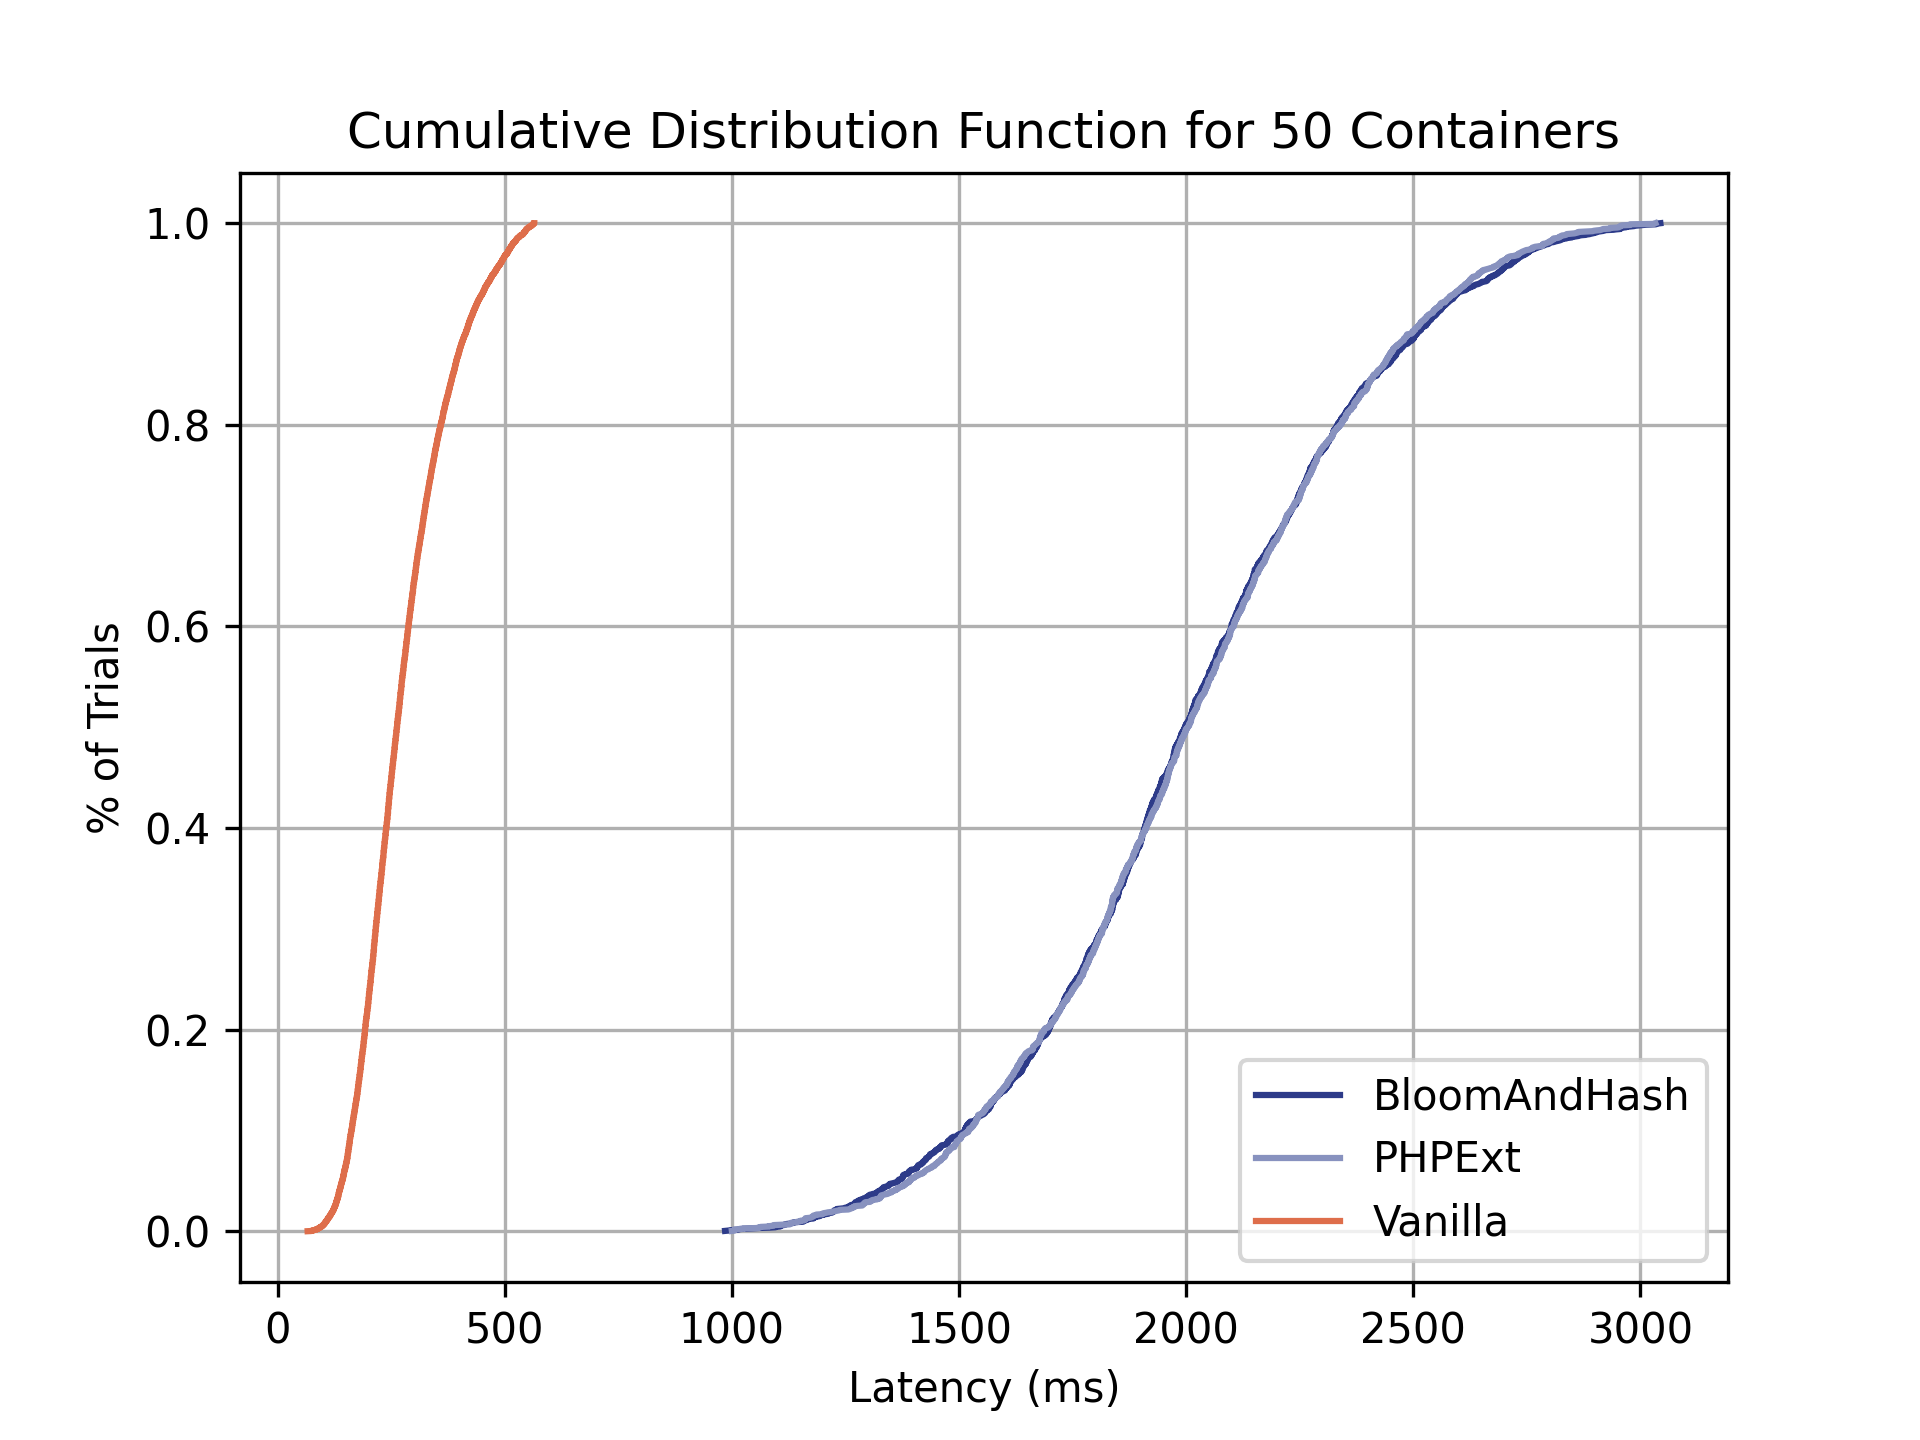 Cumulative Distribution Function for 50 Containers
1.0
0.8
0.6
0.4
0.2
0.0
% of Trials
0 500 1000 1500 2000 2500 3000
Latency (ms)
BloomAndHash
PHPExt
Vanilla